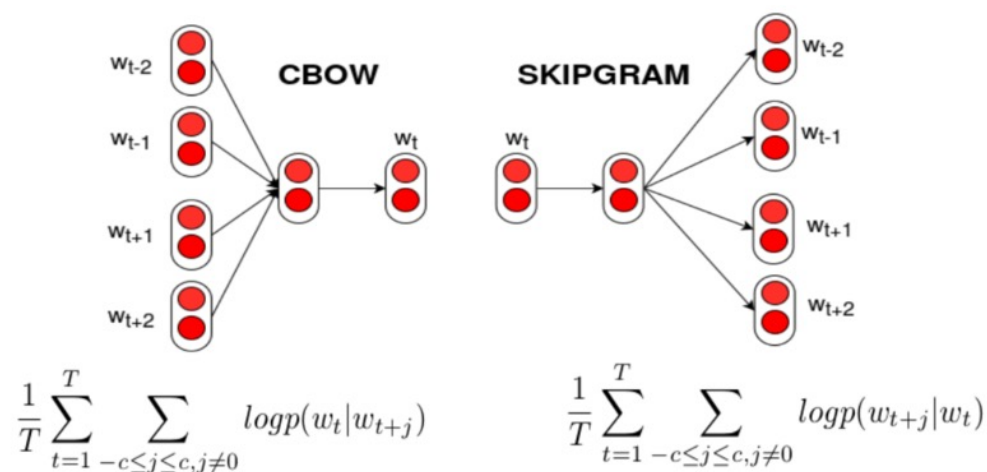 CBOW
w_{t-2}
w_{t-1}
w_{t+1}
w_{t+2}
w_t
\frac{1}{T} \sum_{t=1}^{T} \sum_{-c \leq j \leq c, j \neq 0} logp(w_t|w_{t+j})
SKIPGRAM
w_t
w_{t-2}
w_{t-1}
w_{t+1}
w_{t+2}
\frac{1}{T} \sum_{t=1}^{T} \sum_{-c \leq j \leq c, j \neq 0} logp(w_{t+j}|w_t)